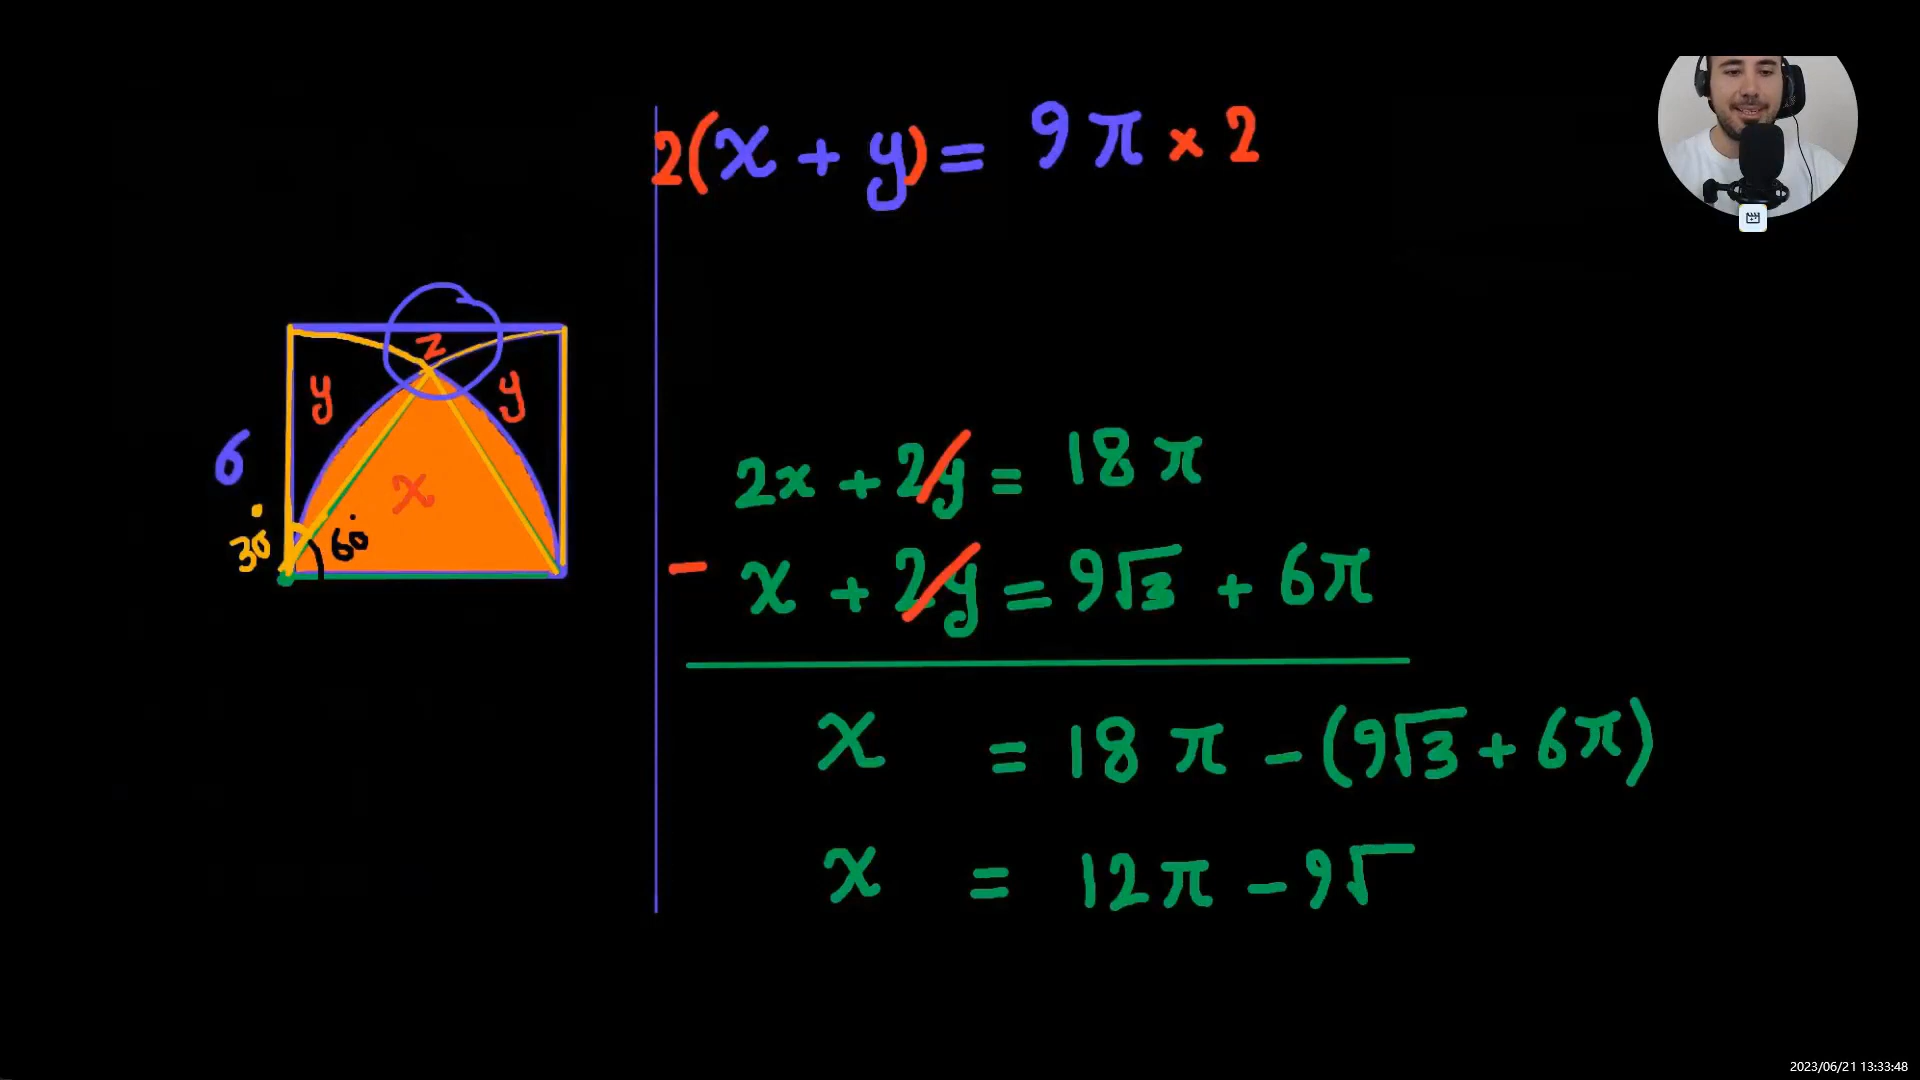 2(x + y) = 9π × 2
z
y y
6
x
30° 60°
2x + 2y = 18π
- x + 2y = 9√3 + 6π
x = 18π - (9√3 + 6π)
x = 12π - 9√
2023/06/21 13:33:48